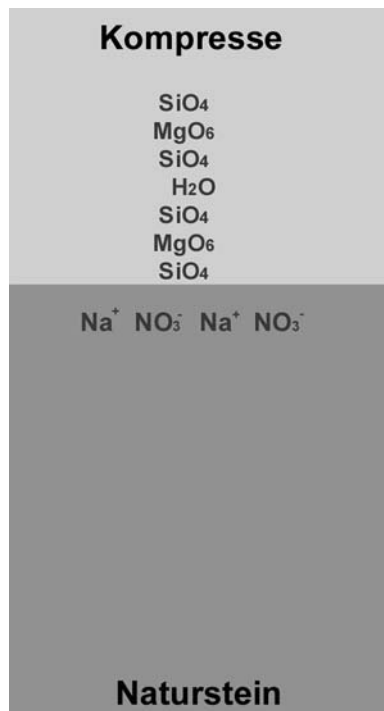 Kompresse
SiO₄
MgO₆
SiO₄
H₂O
SiO₄
MgO₆
SiO₄
Na⁺ NO₃⁻ Na⁺ NO₃⁻
Naturstein